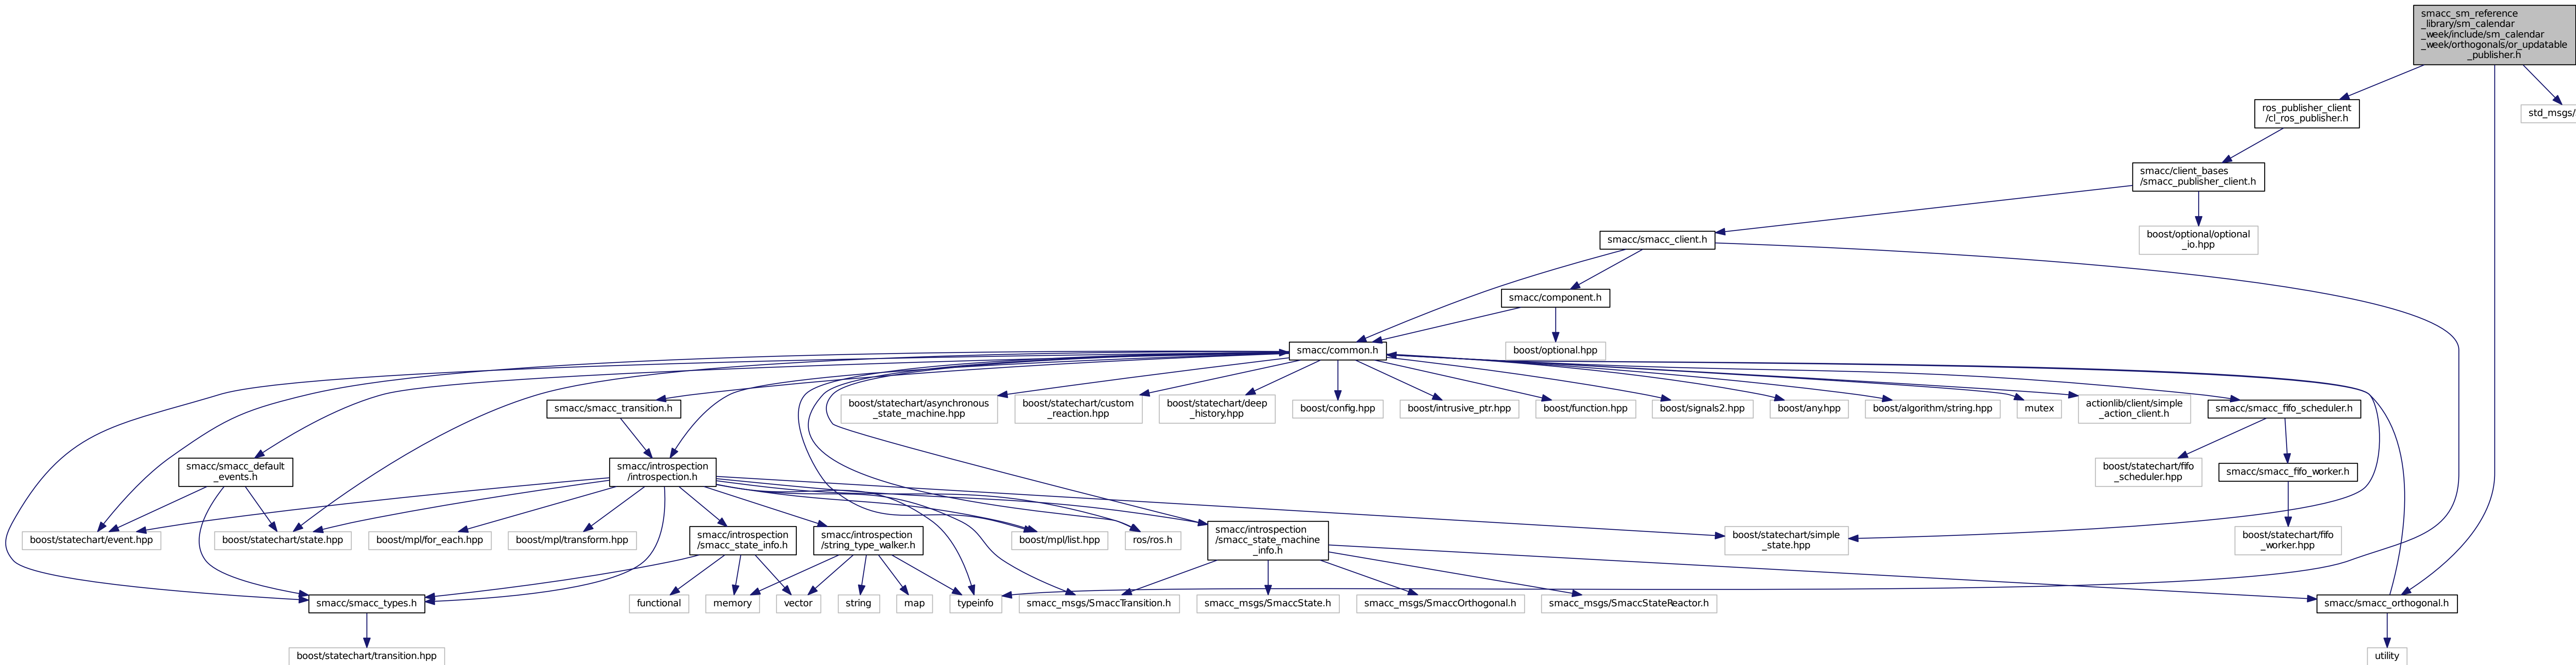 smacc_sm_reference
_library/sm_calendar
_week/include/sm_calendar
_week/orthogonals/or_updatable
_publisher.h
ros_publisher_client
/cl_ros_publisher.h
std_msgs/
smacc/client_bases
/smacc_publisher_client.h
smacc/smacc_client.h
boost/optional/optional
_io.hpp
smacc/component.h
smacc/common.h
boost/optional.hpp
smacc/smacc_transition.h
boost/statechart/asynchronous
_state_machine.hpp
boost/statechart/custom
_reaction.hpp
boost/statechart/deep
_history.hpp
boost/config.hpp
boost/intrusive_ptr.hpp
boost/function.hpp
boost/signals2.hpp
boost/any.hpp
boost/algorithm/string.hpp
mutex
actionlib/client/simple
_action_client.h
smacc/smacc_fifo_scheduler.h
smacc/smacc_default
_events.h
smacc/introspection
/introspection.h
boost/statechart/fifo
_scheduler.hpp
smacc/smacc_fifo_worker.h
boost/statechart/event.hpp
boost/statechart/state.hpp
boost/mpl/for_each.hpp
boost/mpl/transform.hpp
smacc/introspection
/smacc_state_info.h
smacc/introspection
/string_type_walker.h
boost/mpl/list.hpp
ros/ros.h
smacc/introspection
/smacc_state_machine
_info.h
boost/statechart/simple
_state.hpp
boost/statechart/fifo
_worker.hpp
smacc/smacc_types.h
functional
memory
vector
string
map
typeinfo
smacc_msgs/SmaccTransition.h
smacc_msgs/SmaccState.h
smacc_msgs/SmaccOrthogonal.h
smacc_msgs/SmaccStateReactor.h
smacc/smacc_orthogonal.h
boost/statechart/transition.hpp
utility